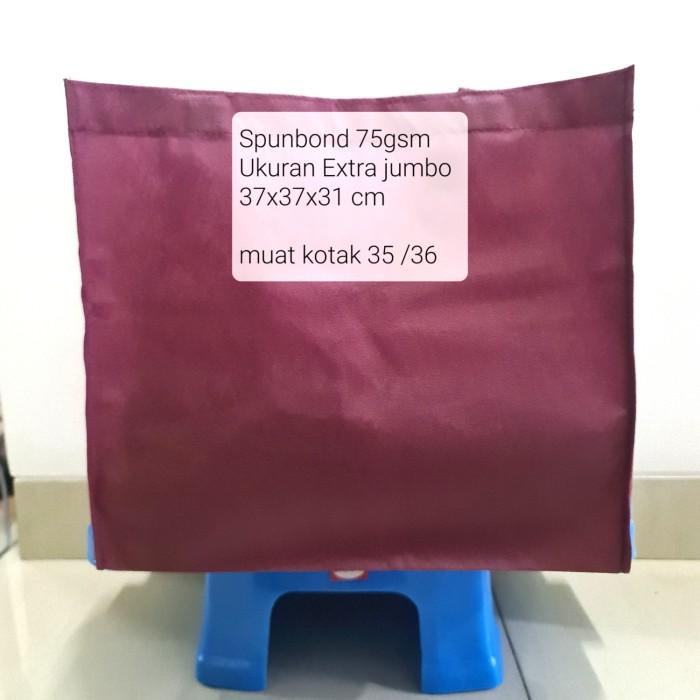 Spunbond 75gsm
Ukuran Extra jumbo
37x37x31 cm
muat kotak 35 /36